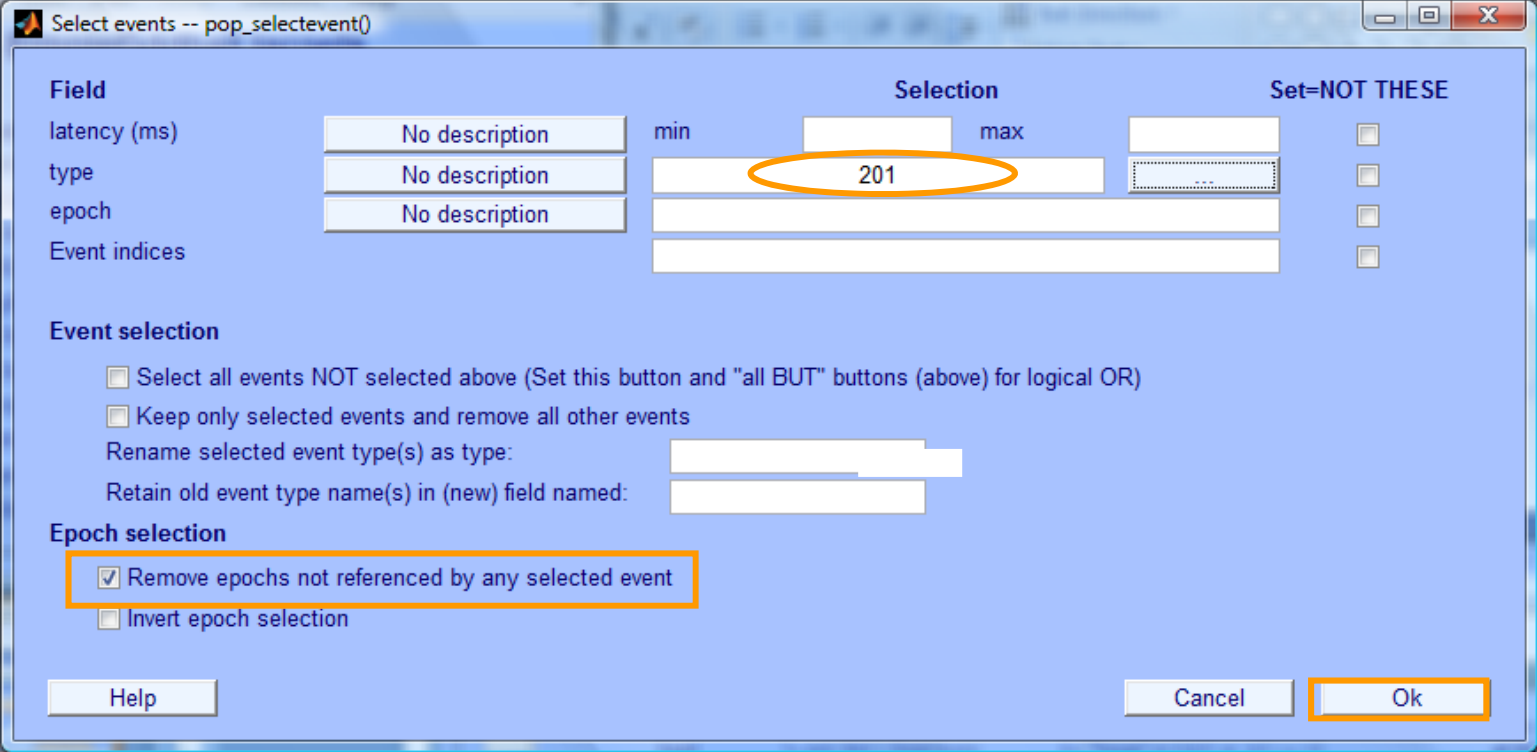 Select events -- pop_selectevent()
Field Selection Set=NOT THESE
latency (ms) No description min max
type No description 201 ...
epoch No description
Event indices
Event selection
Select all events NOT selected above (Set this button and "all BUT" buttons (above) for logical OR)
Keep only selected events and remove all other events
Rename selected event type(s) as type:
Retain old event type name(s) in (new) field named:
Epoch selection
Remove epochs not referenced by any selected event
Invert epoch selection
Help Cancel Ok